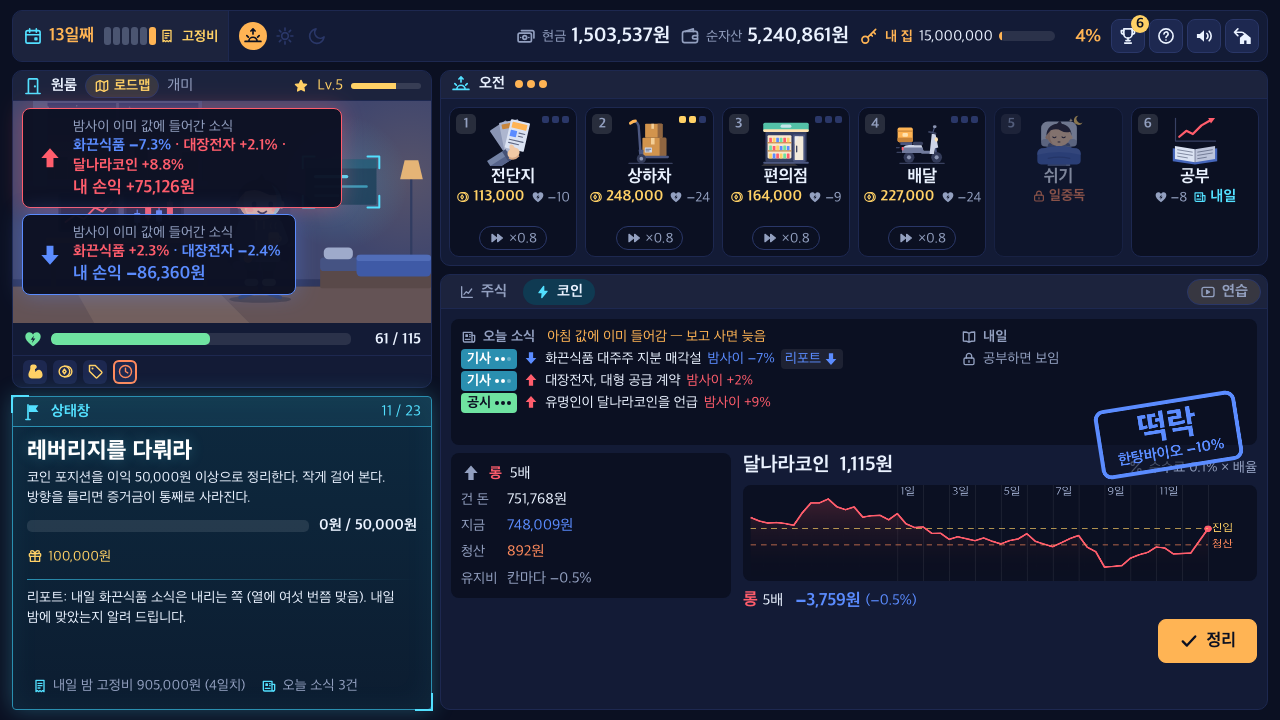 13일째
고정비
현금 1,503,537원
순자산 5,240,861원
내 집 15,000,000
4%
6
원룸
로드맵
개미
Lv.5
밤사이 이미 값에 들어간 소식
화끈식품 −7.3% · 대장전자 +2.1% ·
달나라코인 +8.8%
내 손익 +75,126원
밤사이 이미 값에 들어간 소식
화끈식품 +2.3% · 대장전자 −2.4%
내 손익 −86,360원
61 / 115
상태창
11 / 23
레버리지를 다뤄라
코인 포지션을 이익 50,000원 이상으로 정리한다. 작게 걸어 본다.
방향을 틀리면 증거금이 통째로 사라진다.
0원 / 50,000원
100,000원
리포트: 내일 화끈식품 소식은 내리는 쪽 (열에 여섯 번쯤 맞음). 내일
밤에 맞았는지 알려 드립니다.
내일 밤 고정비 905,000원 (4일치)
오늘 소식 3건
오전
1
전단지
113,000 −10
×0.8
2
상하차
248,000 −24
×0.8
3
편의점
164,000 −9
×0.8
4
배달
227,000 −24
×0.8
5
쉬기
일중독
6
공부
−8 내일
주식
코인
연습
오늘 소식 아침 값에 이미 들어감 — 보고 사면 늦음
기사 화끈식품 대주주 지분 매각설 밤사이 −7% 리포트
기사 대장전자, 대형 공급 계약 밤사이 +2%
공시 유명인이 달나라코인을 언급 밤사이 +9%
내일
공부하면 보임
떡락
한탕바이오 −10%
롱 5배
건 돈 751,768원
지금 748,009원
청산 892원
유지비 칸마다 −0.5%
달나라코인 1,115원
수수료 0.1% × 배율
1일 3일 5일 7일 9일 11일
진입
청산
롱 5배 −3,759원 (−0.5%)
정리